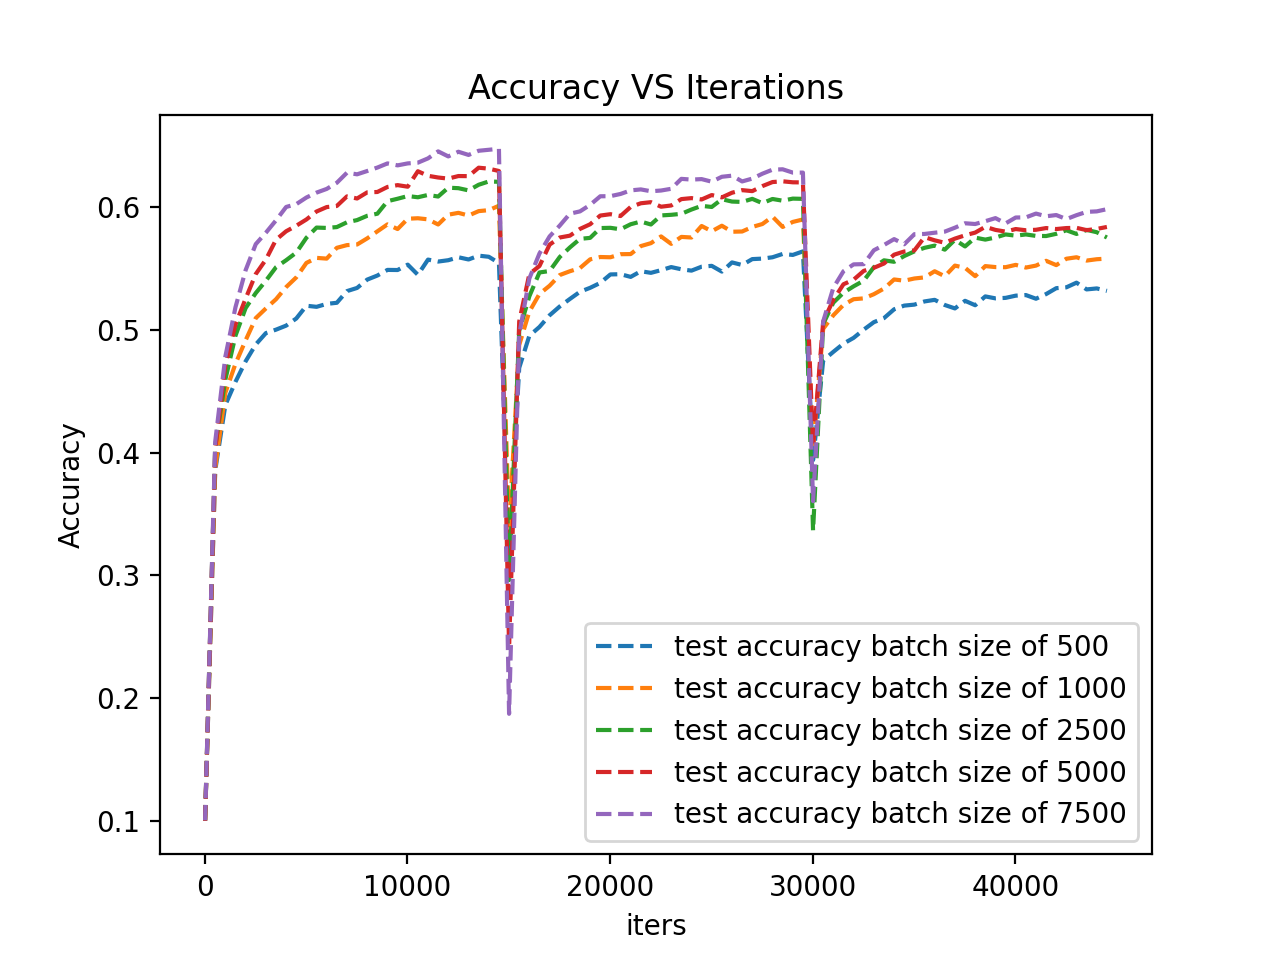 Accuracy VS Iterations
Accuracy
0.6
0.5
0.4
0.3
0.2
0.1
test accuracy batch size of 500
test accuracy batch size of 1000
test accuracy batch size of 2500
test accuracy batch size of 5000
test accuracy batch size of 7500
0 10000 20000 30000 40000
iters